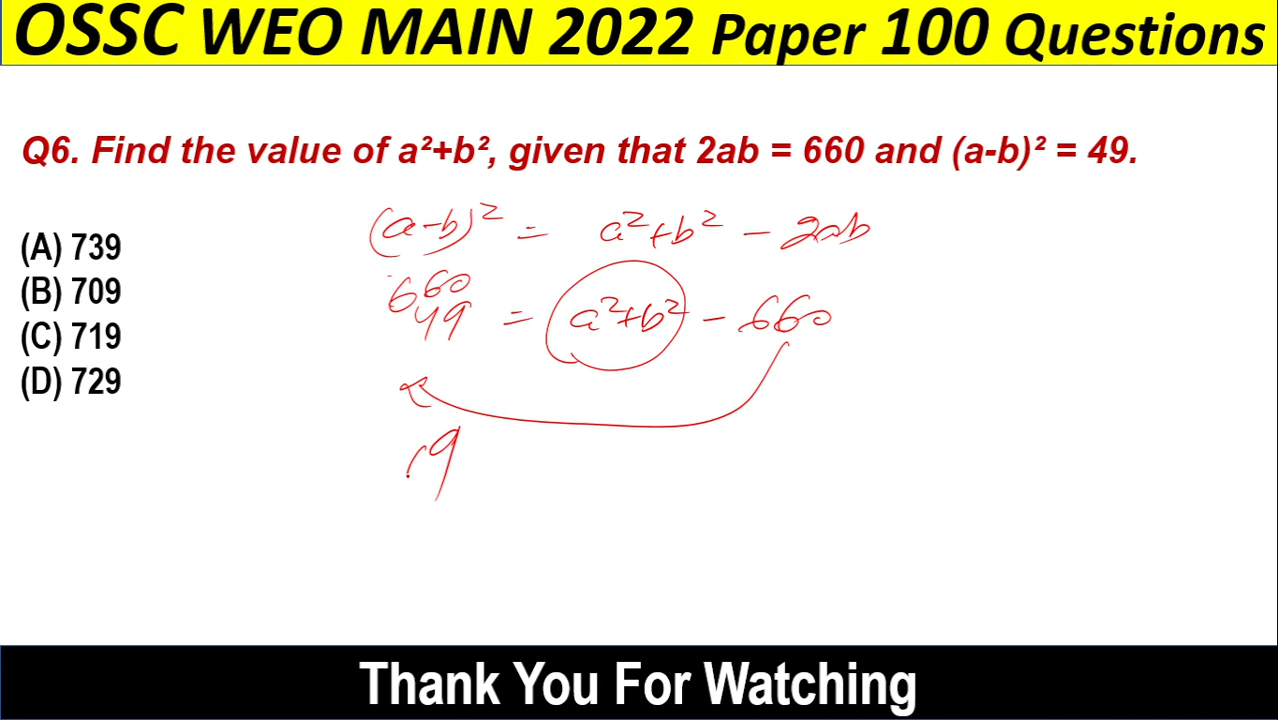 OSSC WEO MAIN 2022 Paper 100 Questions
Q6. Find the value of a²+b², given that 2ab = 660 and (a-b)² = 49.
(A) 739
(B) 709
(C) 719
(D) 729
(a-b)² = a²+b² - 2ab
660
49 = a²+b² - 660
9
Thank You For Watching